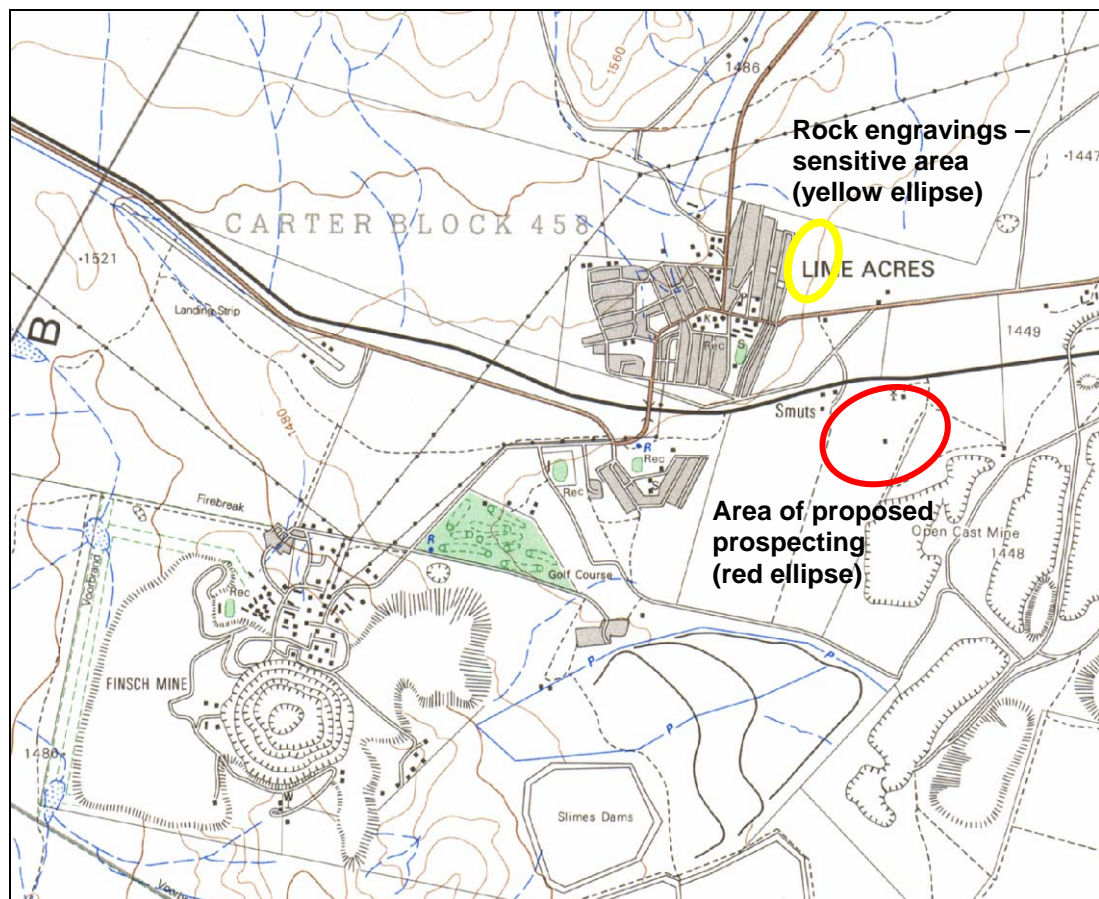 1560
1486
Rock engravings –
sensitive area
(yellow ellipse)
1447
CARTER BLOCK 458
1521
LIME ACRES
Landing Strip
B
K
P
Rec
S
1449
1480
Smuts
R
Rec
Rec
Firebreak
Area of proposed
prospecting
(red ellipse)
Open Cast Mine
1448
R
Golf Course
Voorbrand
Rec
P
P
FINSCH MINE
P
1486
W
Slimes Dams